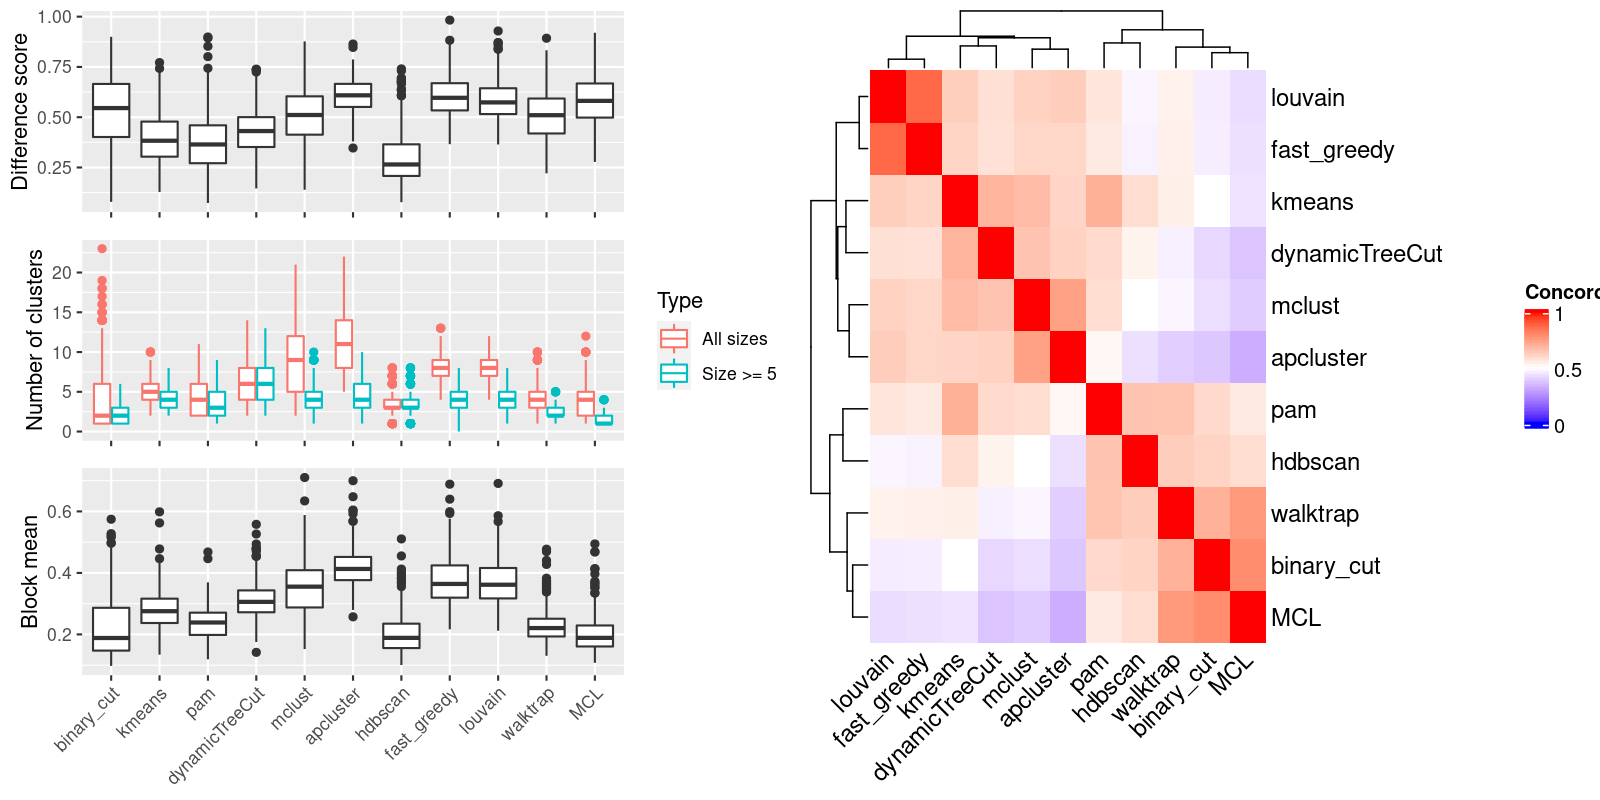 Difference score
1.00
0.75
0.50
0.25
Number of clusters
20
15
10
5
0
Block mean
0.6
0.4
0.2
binary_cut
kmeans
pam
dynamicTreeCut
mclust
apcluster
hdbscan
fast_greedy
louvain
walktrap
MCL
Type
All sizes
Size >= 5
louvain
fast_greedy
kmeans
dynamicTreeCut
mclust
apcluster
pam
hdbscan
walktrap
binary_cut
MCL
louvain
fast_greedy
kmeans
dynamicTreeCut
mclust
apcluster
pam
hdbscan
walktrap
binary_cut
MCL
Concor
1
0.5
0